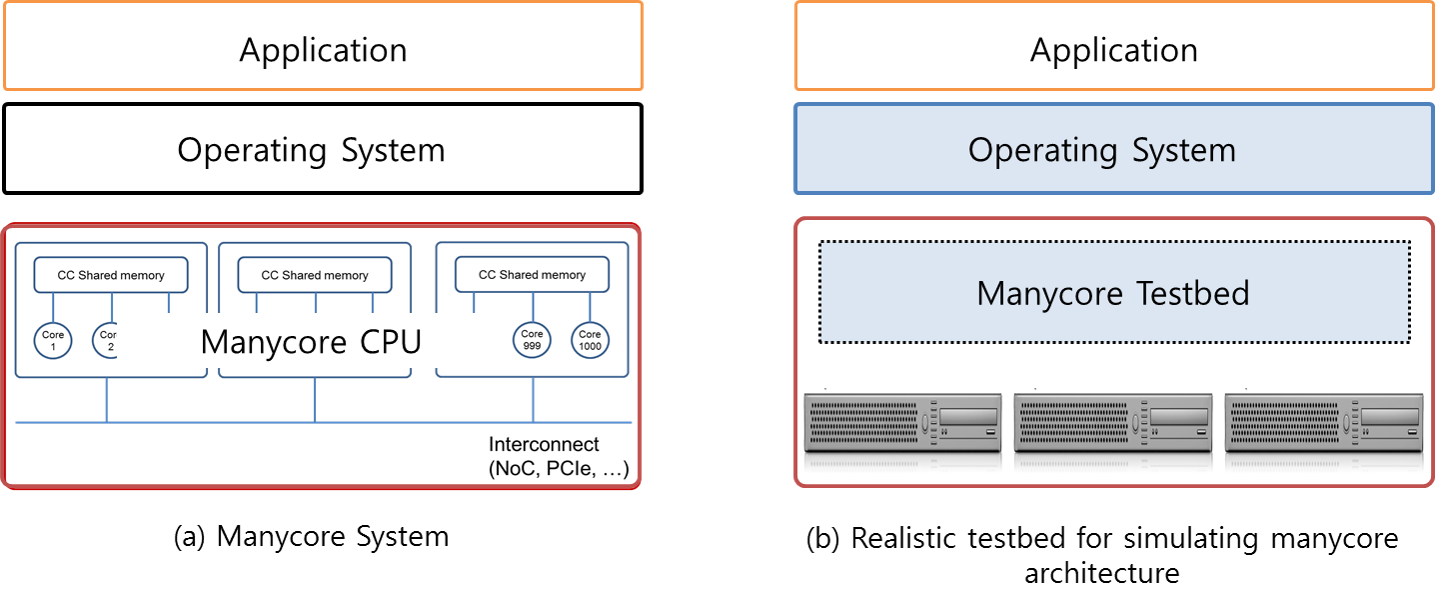 Application
Operating System
CC Shared memory
CC Shared memory
CC Shared memory
Core
1
2
Manycore CPU
Core
999
Core
1000
Interconnect
(NoC, PCIe, …)
(a) Manycore System
Application
Operating System
Manycore Testbed
(b) Realistic testbed for simulating manycore
architecture